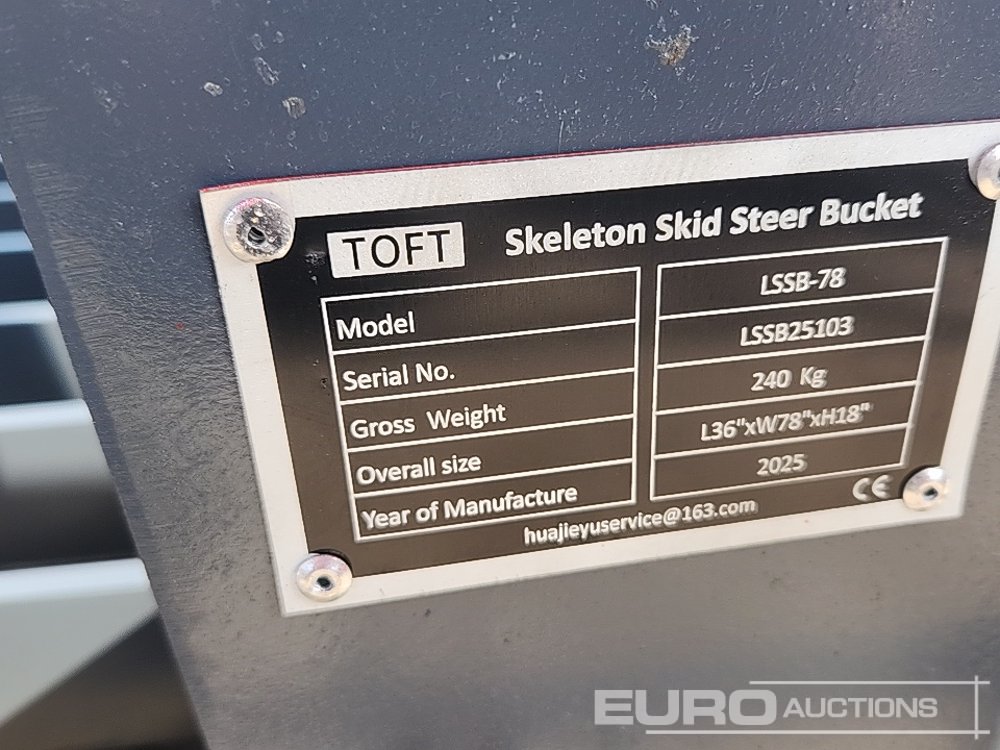 TOFT Skeleton Skid Steer Bucket
Model LSSB-78
Serial No. LSSB25103
Gross Weight 240 Kg
Overall size L36"xW78"xH18"
Year of Manufacture 2025
huajieyuservice@163.com CE
EURO AUCTIONS